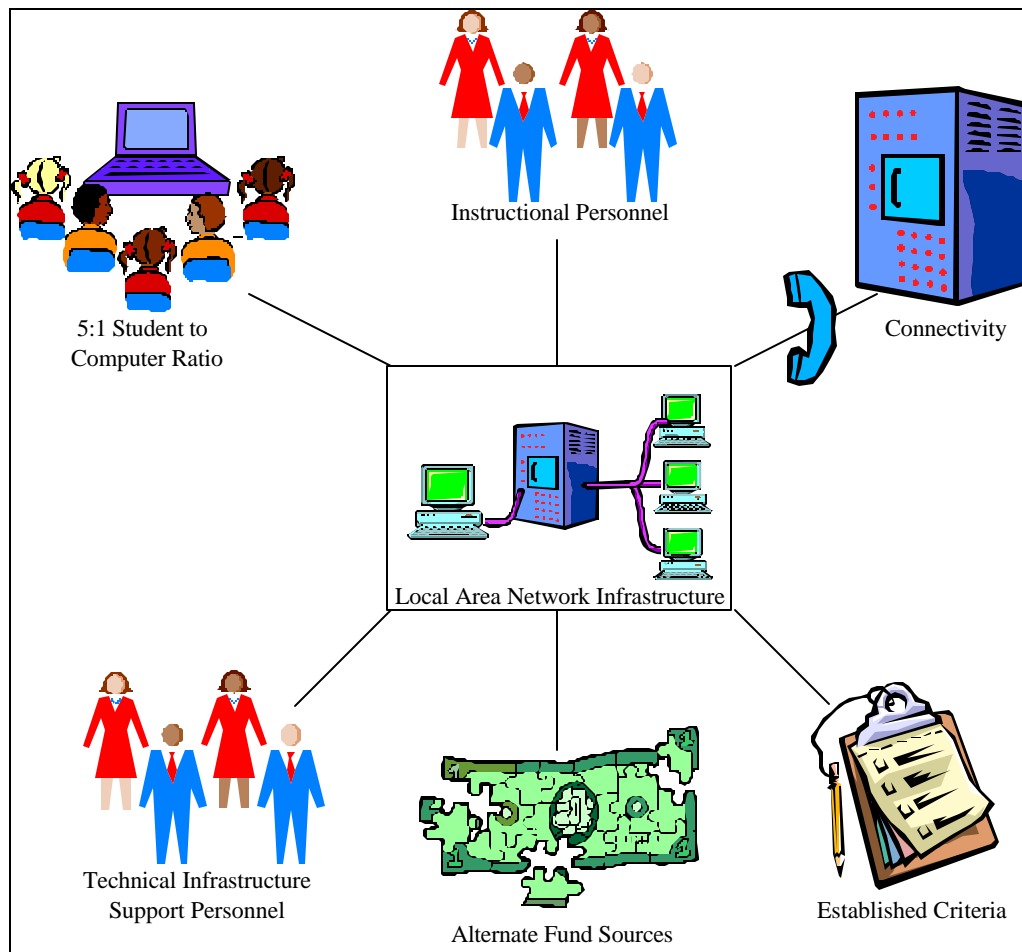 Instructional Personnel
5:1 Student to
Computer Ratio
Connectivity
Local Area Network Infrastructure
Technical Infrastructure
Support Personnel
Alternate Fund Sources
Established Criteria